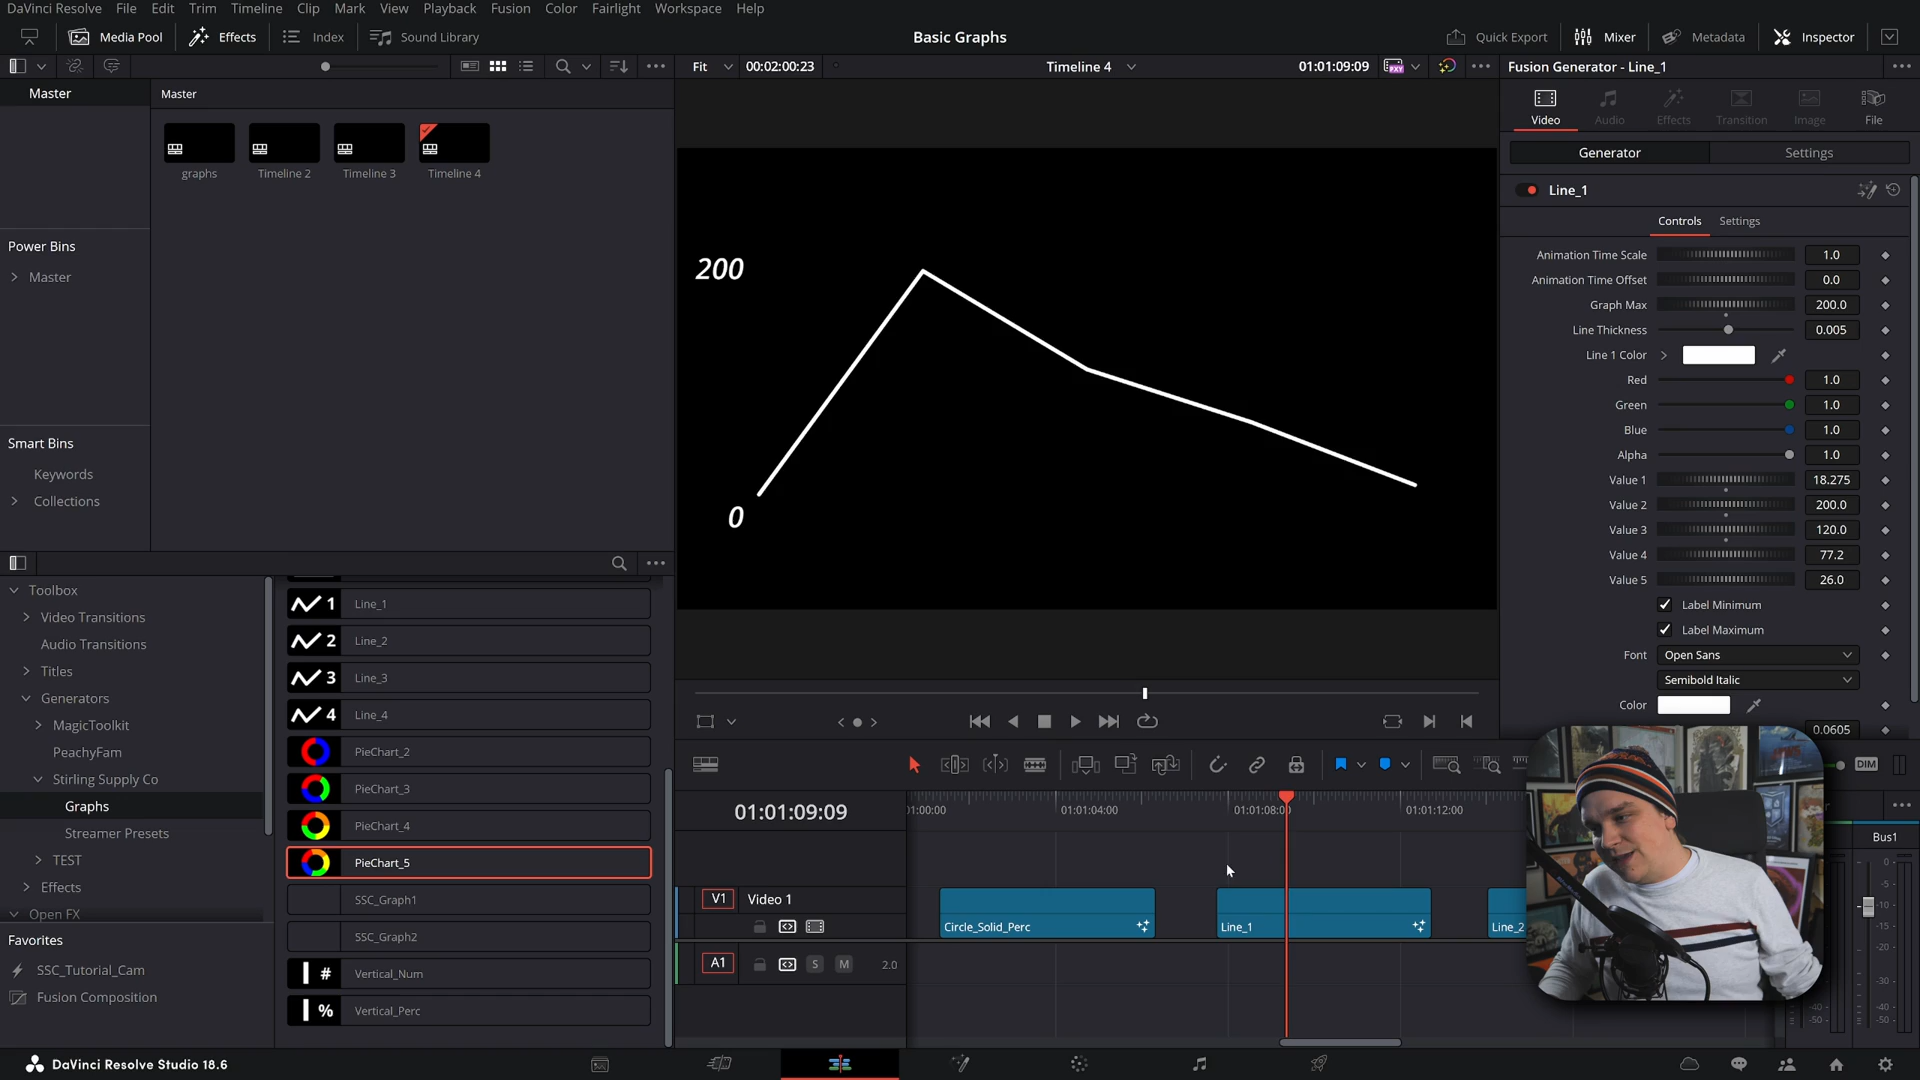 DaVinci Resolve File Edit Trim Timeline Clip Mark View Playback Fusion Color Fairlight Workspace Help
Media Pool Effects Index Sound Library Basic Graphs Quick Export Mixer Metadata Inspector
Fit 00:02:00:23 Timeline 4 01:01:09:09 Fusion Generator - Line_1
Master
Master
graphs Timeline 2 Timeline 3 Timeline 4
Power Bins
Master
Smart Bins
Keywords
Collections
200
0
Video Audio Effects Transition Image File
Generator Settings
Line_1
Controls Settings
Animation Time Scale 1.0
Animation Time Offset 0.0
Graph Max 200.0
Line Thickness 0.005
Line 1 Color
Red 1.0
Green 1.0
Blue 1.0
Alpha 1.0
Value 1 18.275
Value 2 200.0
Value 3 120.0
Value 4 77.2
Value 5 26.0
Label Minimum
Label Maximum
Font Open Sans
Semibold Italic
Color
0.0605
Toolbox
Video Transitions
Audio Transitions
Titles
Generators
MagicToolkit
PeachyFam
Stirling Supply Co
Graphs
Streamer Presets
TEST
Effects
Open FX
Favorites
SSC_Tutorial_Cam
Fusion Composition
1 Line_1
2 Line_2
3 Line_3
4 Line_4
PieChart_2
PieChart_3
PieChart_4
PieChart_5
SSC_Graph1
SSC_Graph2
# Vertical_Num
% Vertical_Perc
DIM
01:01:09:09
01:01:04:00 01:01:08:00 01:01:12:00
V1 Video 1
Circle_Solid_Perc Line_1 Line_2
A1 S M 2.0
Bus1
0
-5
-10
-15
-20
-30
-40
-50
-40
-50
DaVinci Resolve Studio 18.6